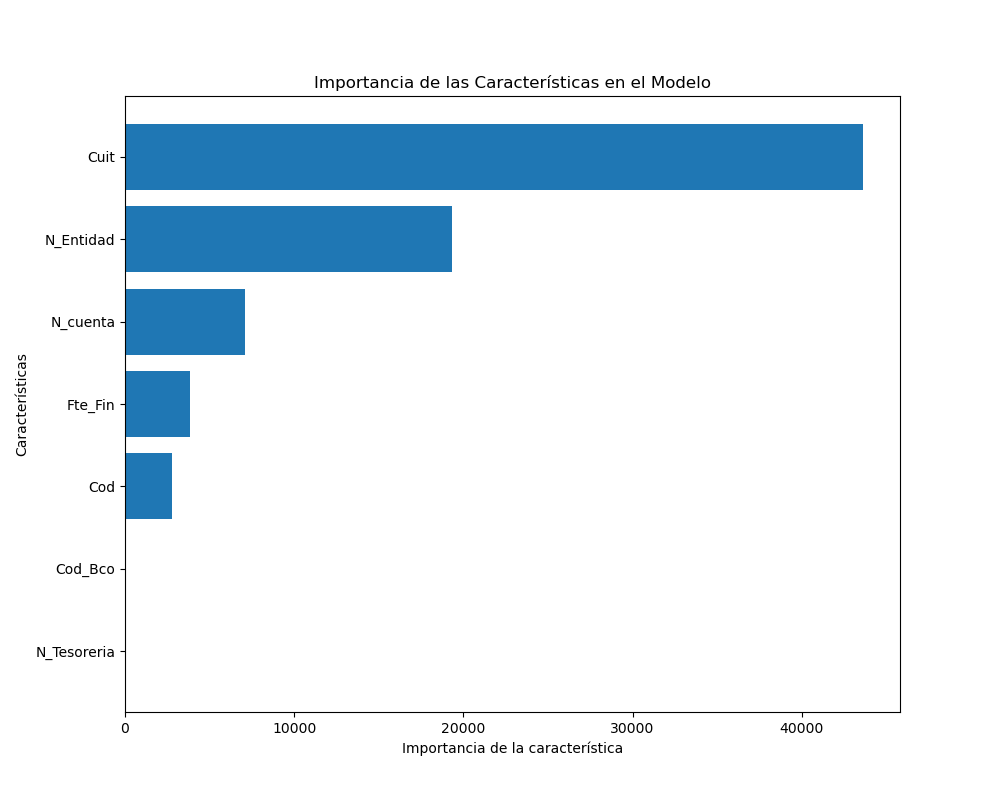 Importancia de las Características en el Modelo
Características
Cuit
N_Entidad
N_cuenta
Fte_Fin
Cod
Cod_Bco
N_Tesoreria
0 10000 20000 30000 40000
Importancia de la característica